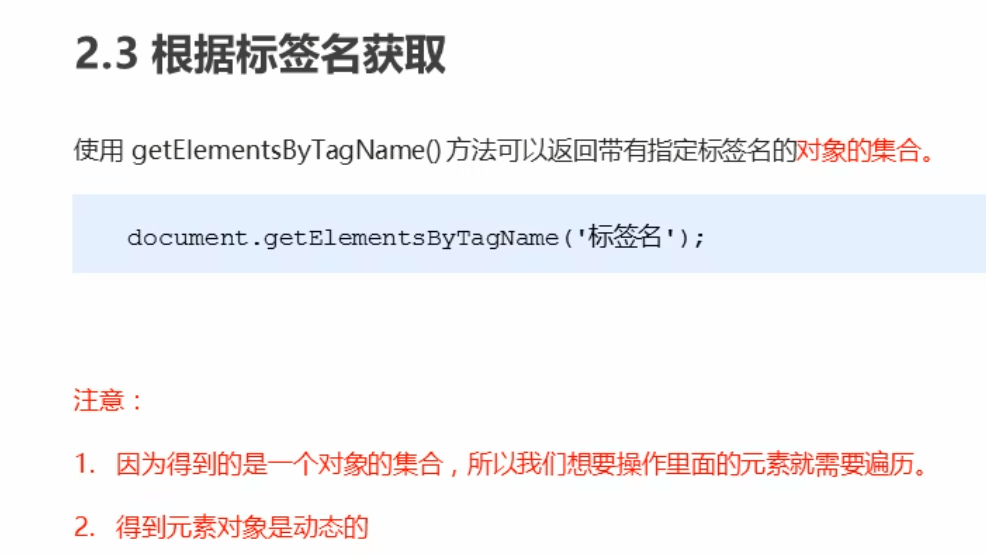 2.3 根据标签名获取
使用 getElementsByTagName() 方法可以返回带有指定标签名的对象的集合。
document.getElementsByTagName('标签名');
注意：
1. 因为得到的是一个对象的集合，所以我们想要操作里面的元素就需要遍历。
2. 得到元素对象是动态的